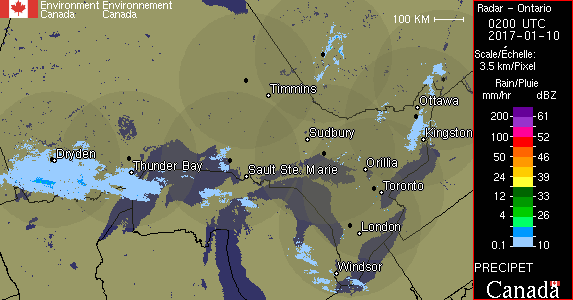 Environment Environnement
Canada Canada
100 KM
Timmins
Ottawa
Sudbury
Kingston
Dryden
Thunder Bay
Sault Ste. Marie
Orillia
Toronto
London
Windsor
Radar - Ontario
0200 UTC
2017-01-10
Scale/Échelle:
3.5 km/Pixel
Rain/Pluie
mm/hr dBZ
200 61
100 52
50 46
24 39
12 33
4 26
0.1 10
PRECIPET
Canada